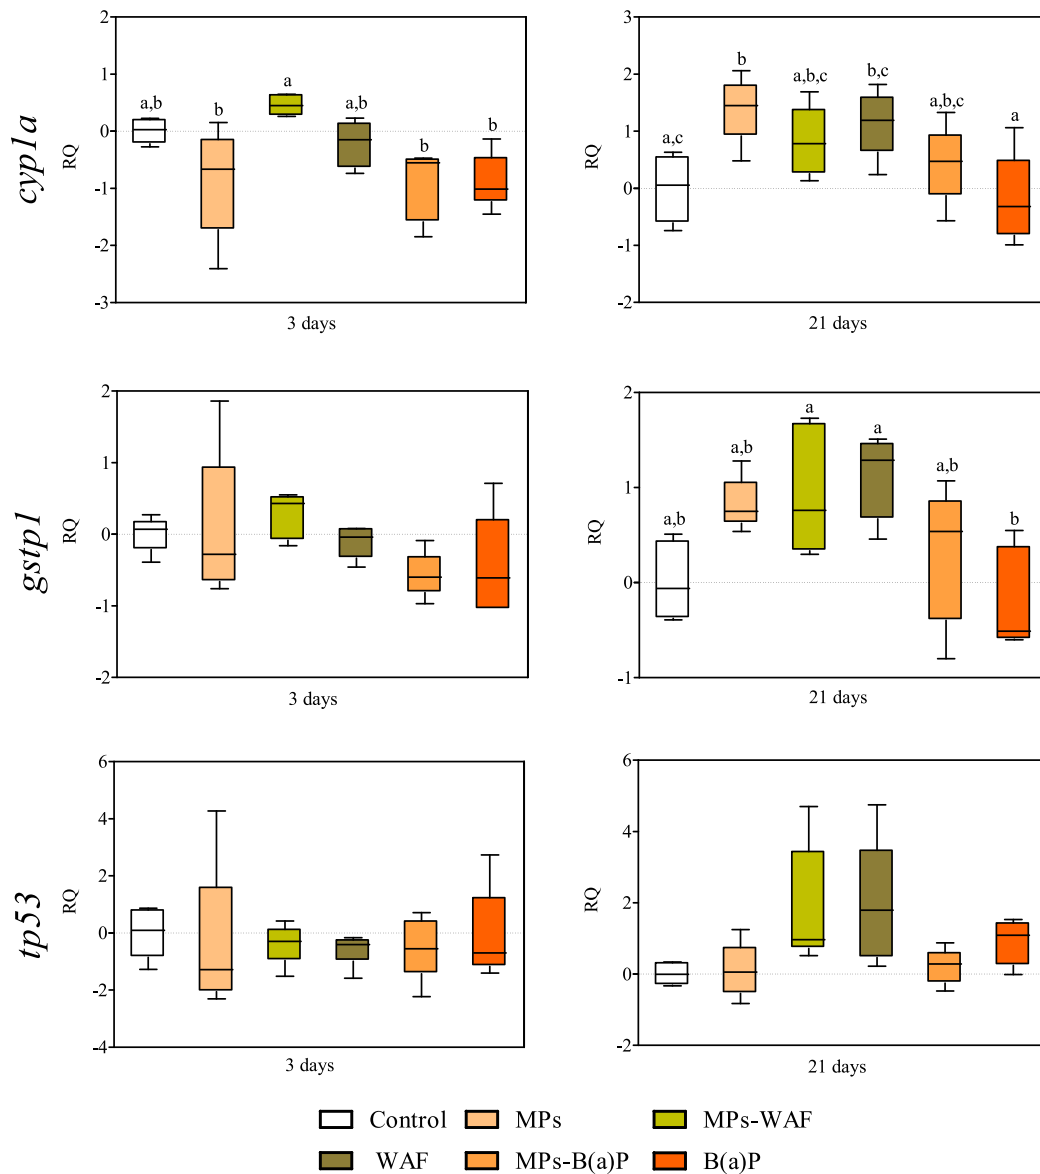 cyp1a
RQ
2
1
0
-1
-2
-3
a,b
b
a
a,b
b
b
3 days
RQ
3
2
1
0
-1
-2
a,c
b
a,b,c
b,c
a,b,c
a
21 days
gstp1
RQ
2
1
0
-1
-2
3 days
RQ
2
1
0
-1
a,b
a,b
a
a
a,b
b
21 days
tp53
RQ
6
4
2
0
-2
-4
3 days
RQ
6
4
2
0
-2
21 days
Control MPs MPs-WAF
WAF MPs-B(a)P B(a)P